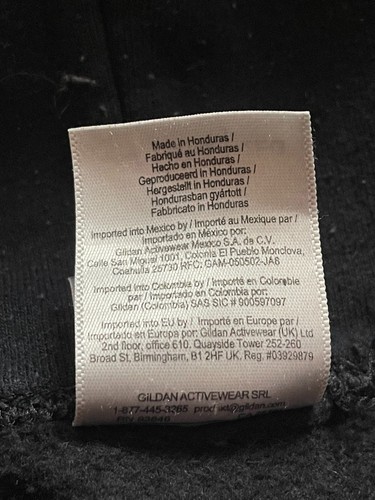 Made in Honduras /
Fabriqué au Honduras /
Hecho en Honduras /
Geproduceerd in Honduras /
Hergestellt in Honduras /
Hondurasban gyártott /
Fabbricato in Honduras
Imported into Mexico by / Importé au Mexique par /
Importado en México por:
Gildan Activewear Mexico S.A. de C.V.
Calle San Miguel 1001, Colonia El Pueblo Monclova,
Coahuila 25730 RFC: GAM-050502-JA8
Imported into Colombia by / Importé en Colombie
par / Importado en Colombia por:
Gildan (Colombia) SAS SIC # 900597097
Imported into EU by / Importé en Europe par /
Importado en Europa por: Gildan Activewear (UK) Ltd
2nd floor, office 610, Quayside Tower 252-260
Broad St, Birmingham, B1 2HF UK, Reg. #03929879
GILDAN ACTIVEWEAR SRL
1-877-445-3265